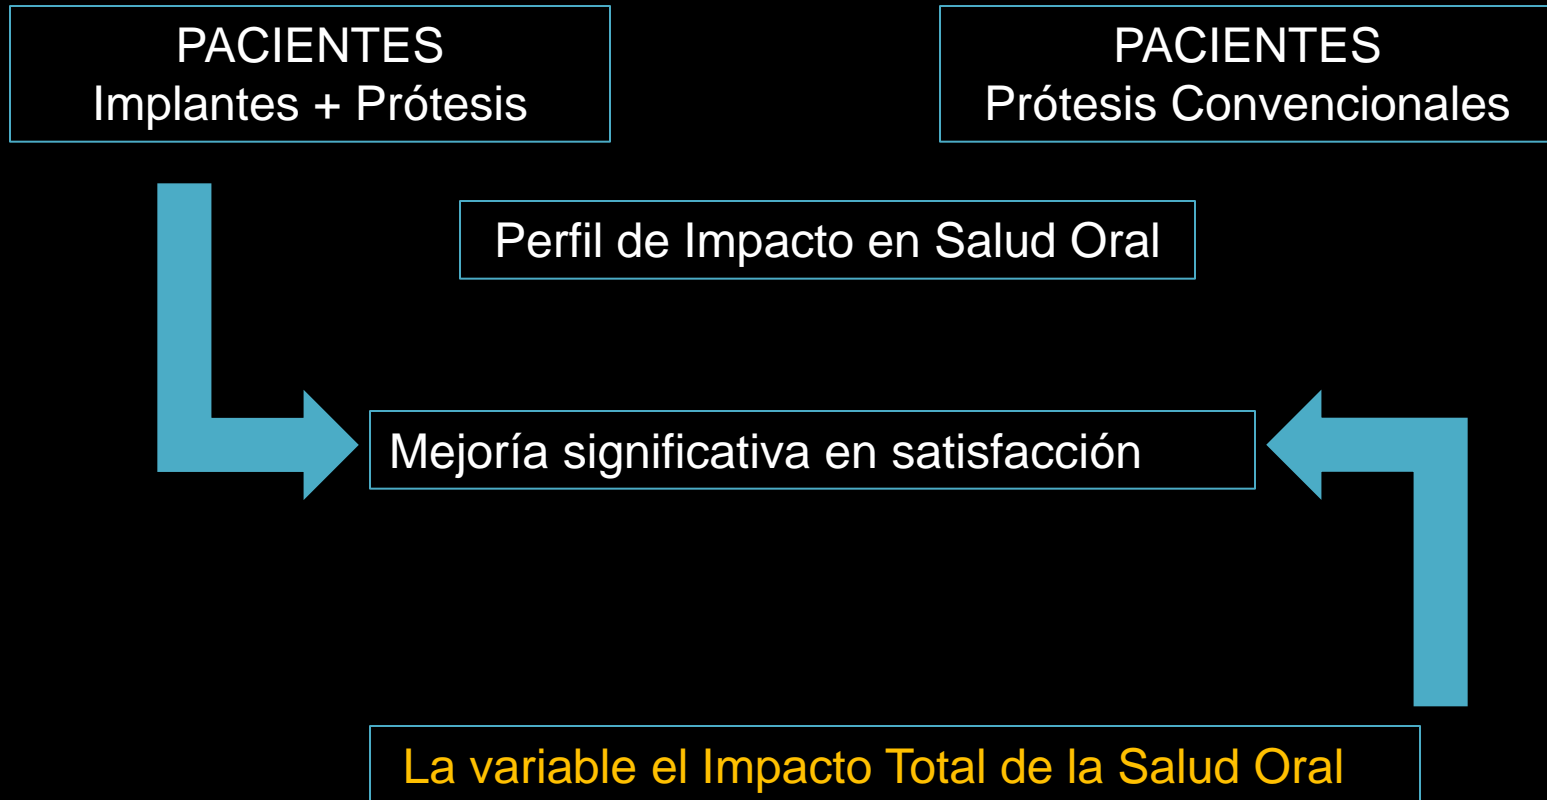 PACIENTES
Implantes + Prótesis
PACIENTES
Prótesis Convencionales
Perfil de Impacto en Salud Oral
Mejoría significativa en satisfacción
La variable el Impacto Total de la Salud Oral